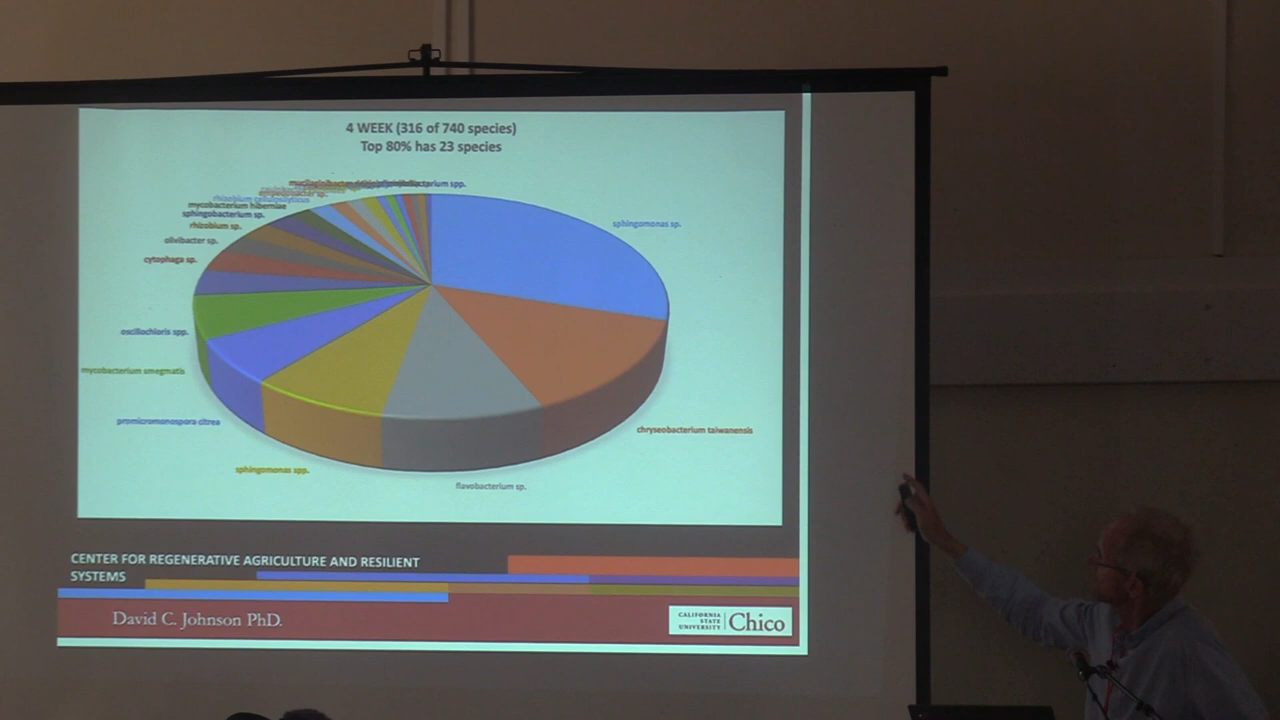 4 WEEK (316 of 740 species)
Top 80% has 23 species
sphingomonas sp.
rhizobium cellulosilyticus
mycobacterium hiberniae
sphingobacterium sp.
rhizobium sp.
olivibacter sp.
cytophaga sp.
oscillochloris spp.
mycobacterium smegmatis
promicromonospora citrea
sphingomonas spp.
flavobacterium sp.
chryseobacterium taiwanensis
CENTER FOR REGENERATIVE AGRICULTURE AND RESILIENT
SYSTEMS
David C. Johnson PhD.
CALIFORNIA
STATE
UNIVERSITY
Chico